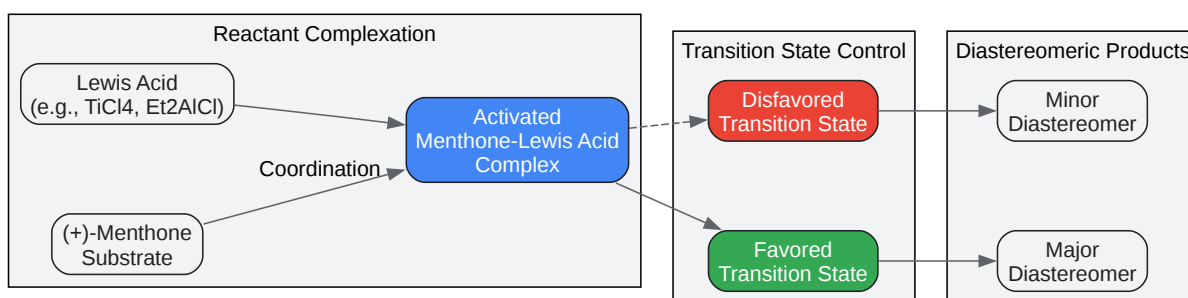 Reactant Complexation
Lewis Acid
(e.g., TiCl4, Et2AlCl)
Coordination
(+)-Menthone
Substrate
Activated
Menthone-Lewis Acid
Complex
Transition State Control
Disfavored
Transition State
Favored
Transition State
Diastereomeric Products
Minor
Diastereomer
Major
Diastereomer